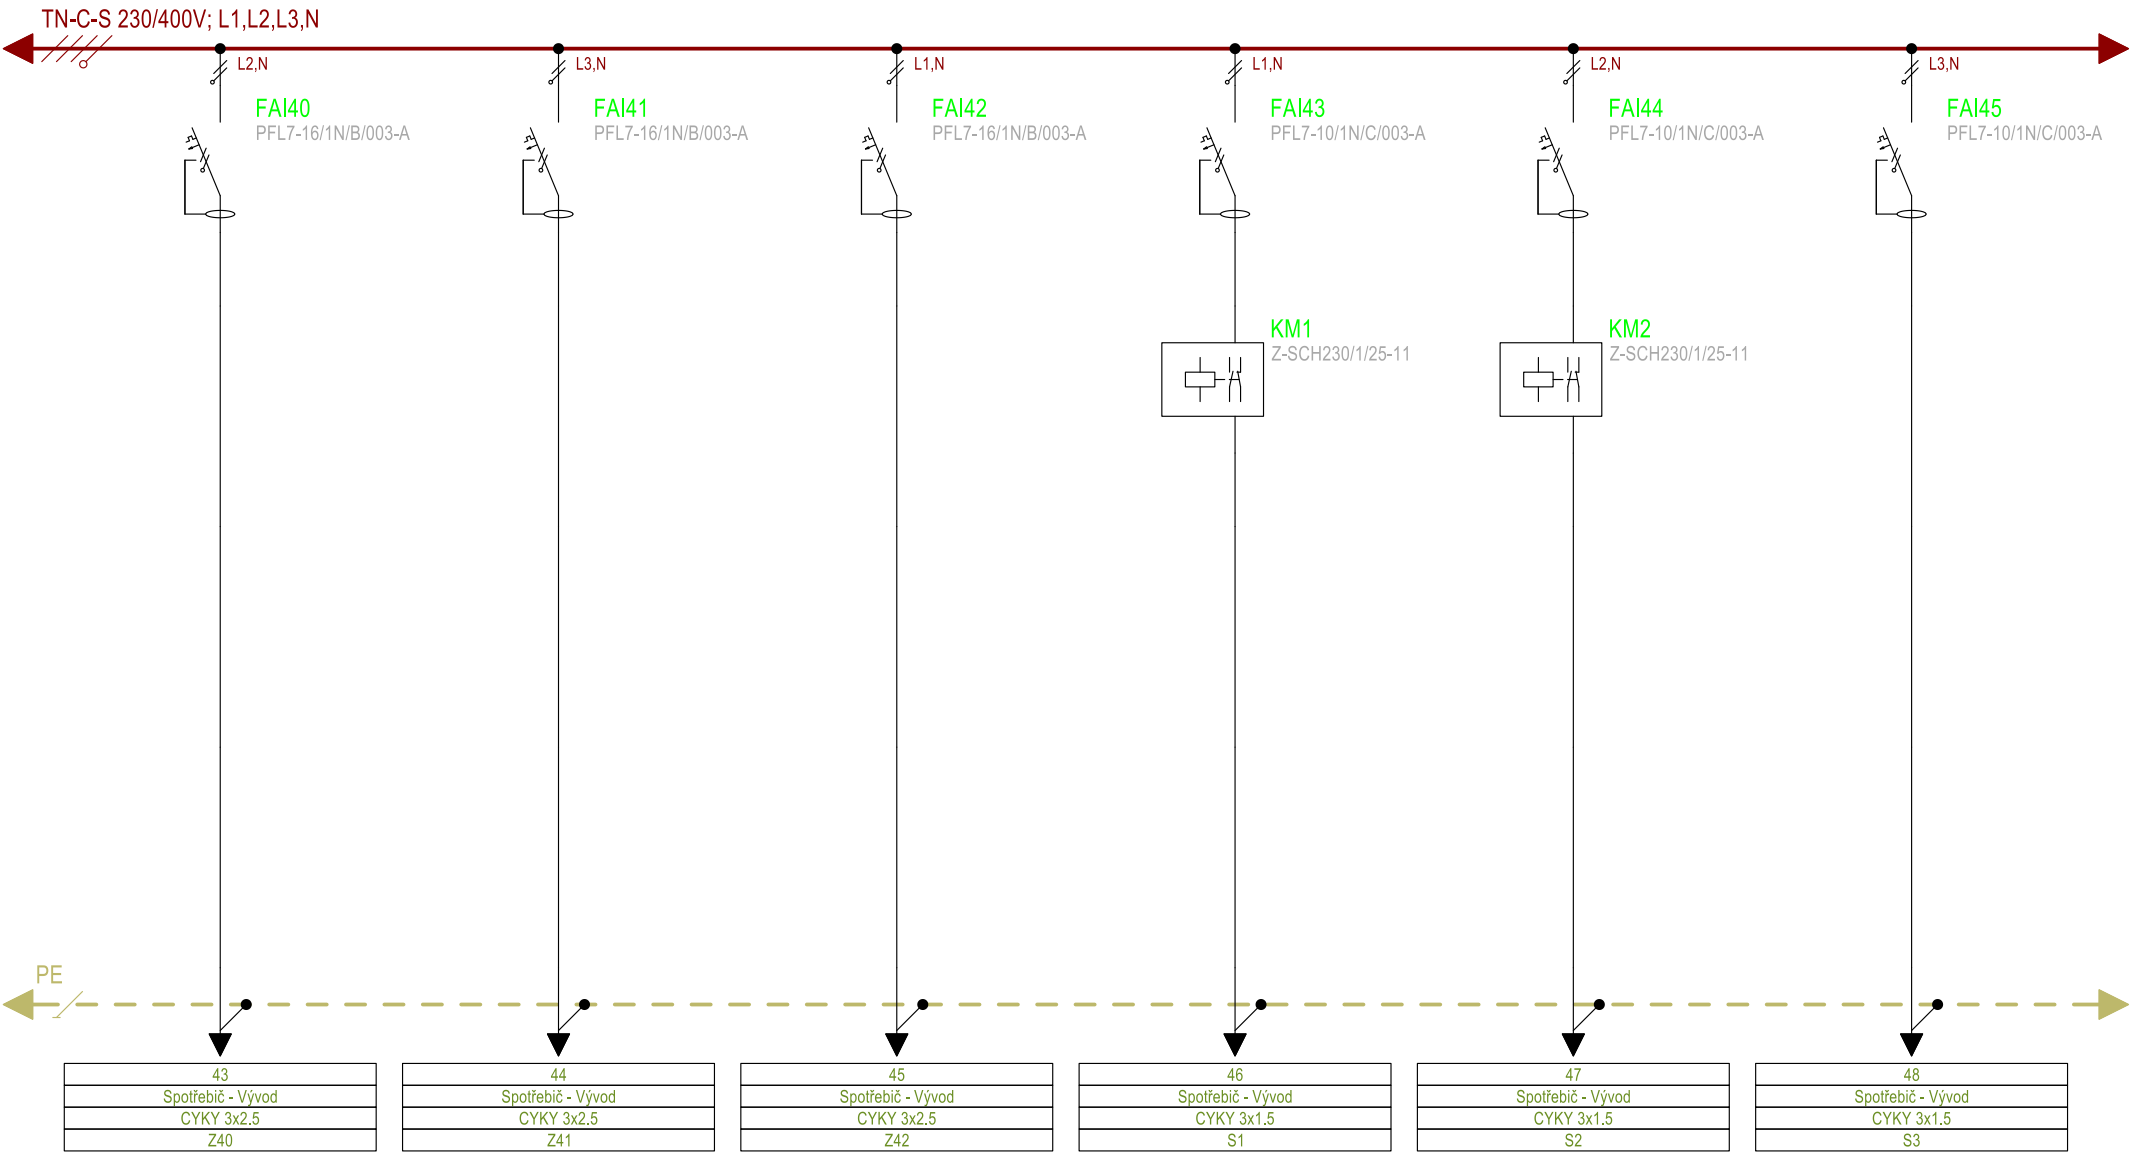 TN-C-S 230/400V; L1,L2,L3,N
L2,N
L3,N
L1,N
L1,N
L2,N
L3,N
FAI40
PFL7-16/1N/B/003-A
FAI41
PFL7-16/1N/B/003-A
FAI42
PFL7-16/1N/B/003-A
FAI43
PFL7-10/1N/C/003-A
FAI44
PFL7-10/1N/C/003-A
FAI45
PFL7-10/1N/C/003-A
KM1
Z-SCH230/1/25-11
KM2
Z-SCH230/1/25-11
PE
43
Spotřebič - Vývod
CYKY 3x2.5
Z40
44
Spotřebič - Vývod
CYKY 3x2.5
Z41
45
Spotřebič - Vývod
CYKY 3x2.5
Z42
46
Spotřebič - Vývod
CYKY 3x1.5
S1
47
Spotřebič - Vývod
CYKY 3x1.5
S2
48
Spotřebič - Vývod
CYKY 3x1.5
S3